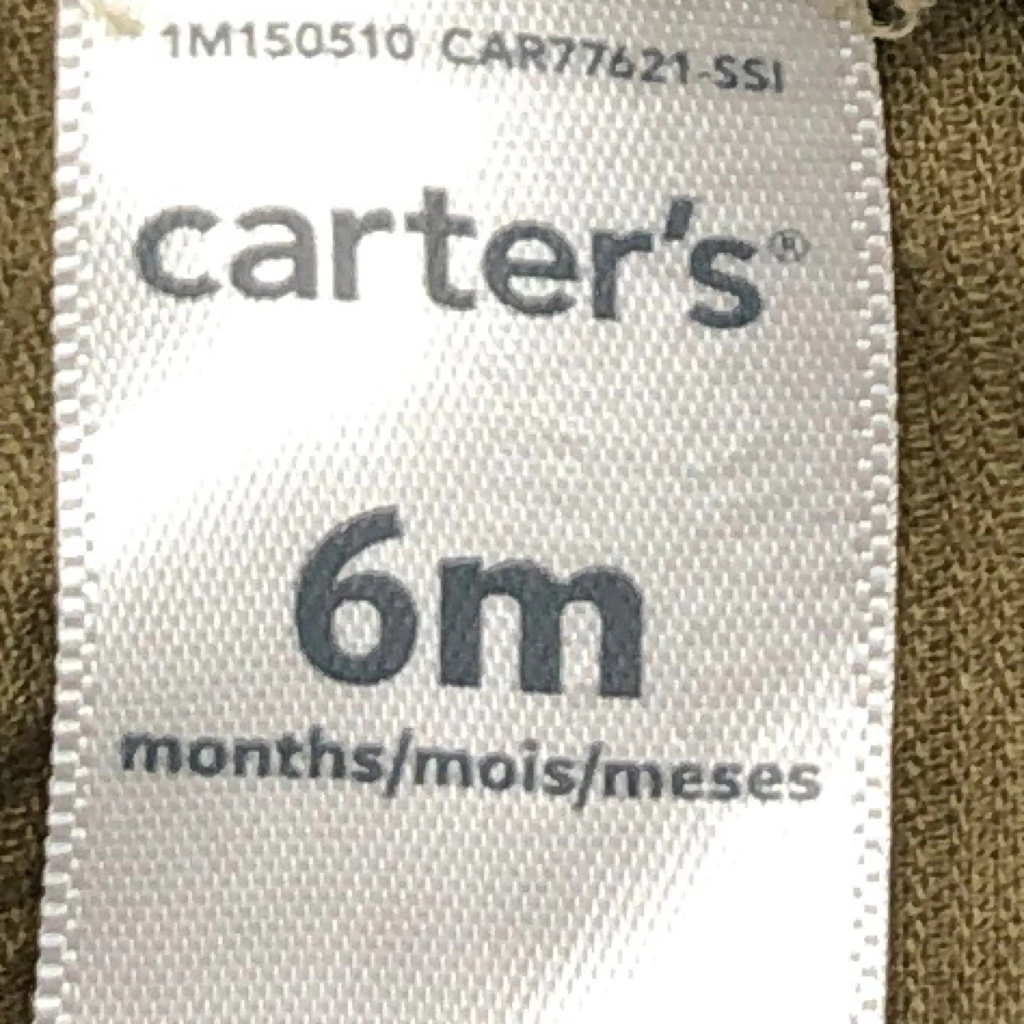 1M150510 CAR77621-SSI
carter's®
6m
months/mois/meses